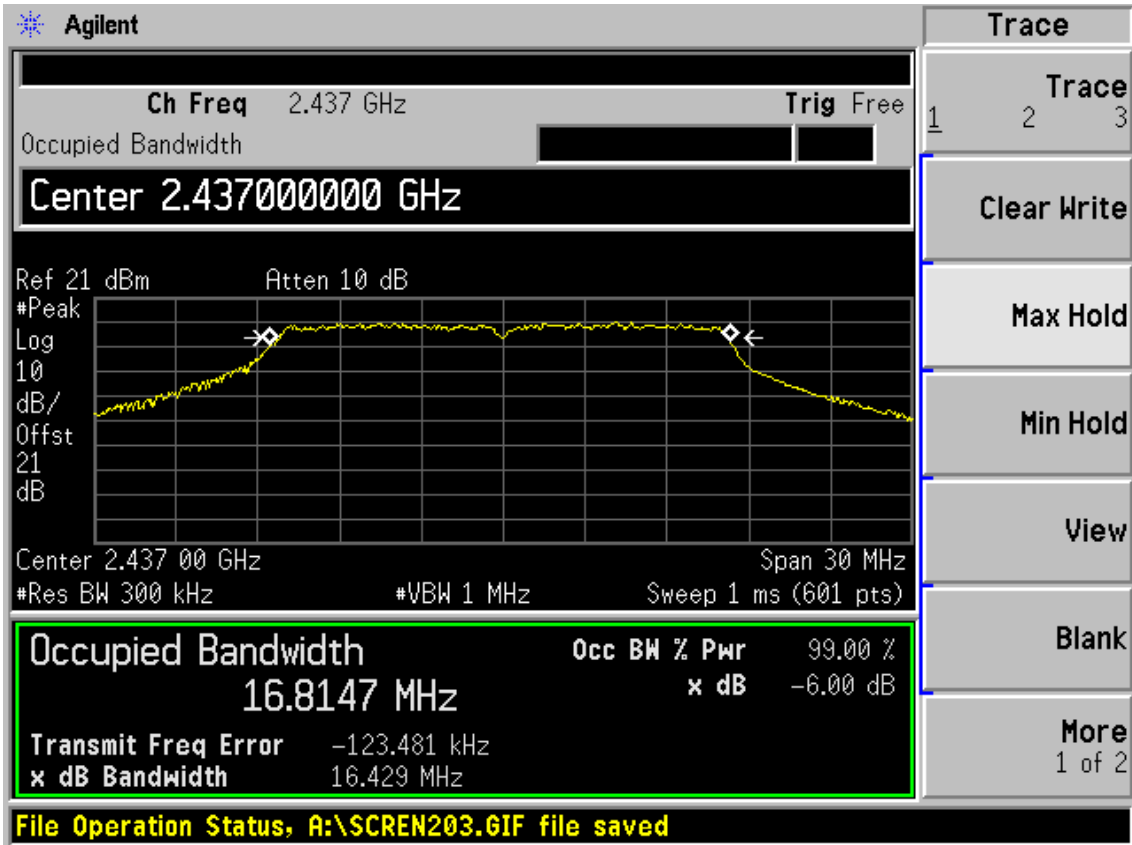 Agilent
Ch Freq 2.437 GHz Trig Free
Occupied Bandwidth
Center 2.437000000 GHz
Ref 21 dBm Atten 10 dB
#Peak
Log
10
dB/
Offst
21
dB
Center 2.437 00 GHz Span 30 MHz
#Res BW 300 kHz #VBW 1 MHz Sweep 1 ms (601 pts)
Occupied Bandwidth
16.8147 MHz
Occ BW % Pwr 99.00 %
x dB -6.00 dB
Transmit Freq Error -123.481 kHz
x dB Bandwidth 16.429 MHz
File Operation Status, A:\SCREN203.GIF file saved
Trace
Trace
1 2 3
Clear Write
Max Hold
Min Hold
View
Blank
More
1 of 2